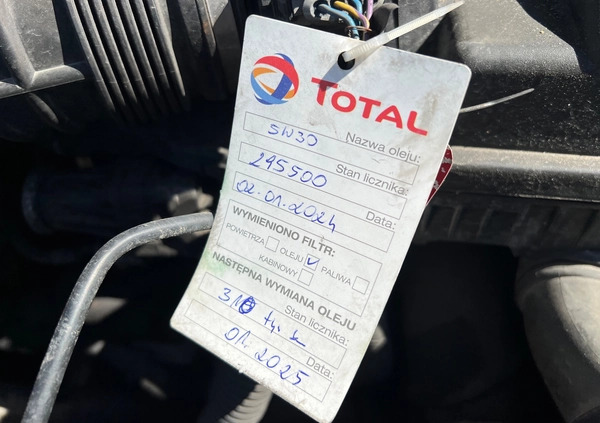 TOTAL
5W30
Nazwa oleju:
295500
Stan licznika:
02.01.2024
Data:
WYMIENIONO FILTR:
POWIETRZA OLEJU PALIWA
KABINOWY
NASTĘPNA WYMIANA OLEJU
310 tyś
Stan licznika:
01.2025
Data: